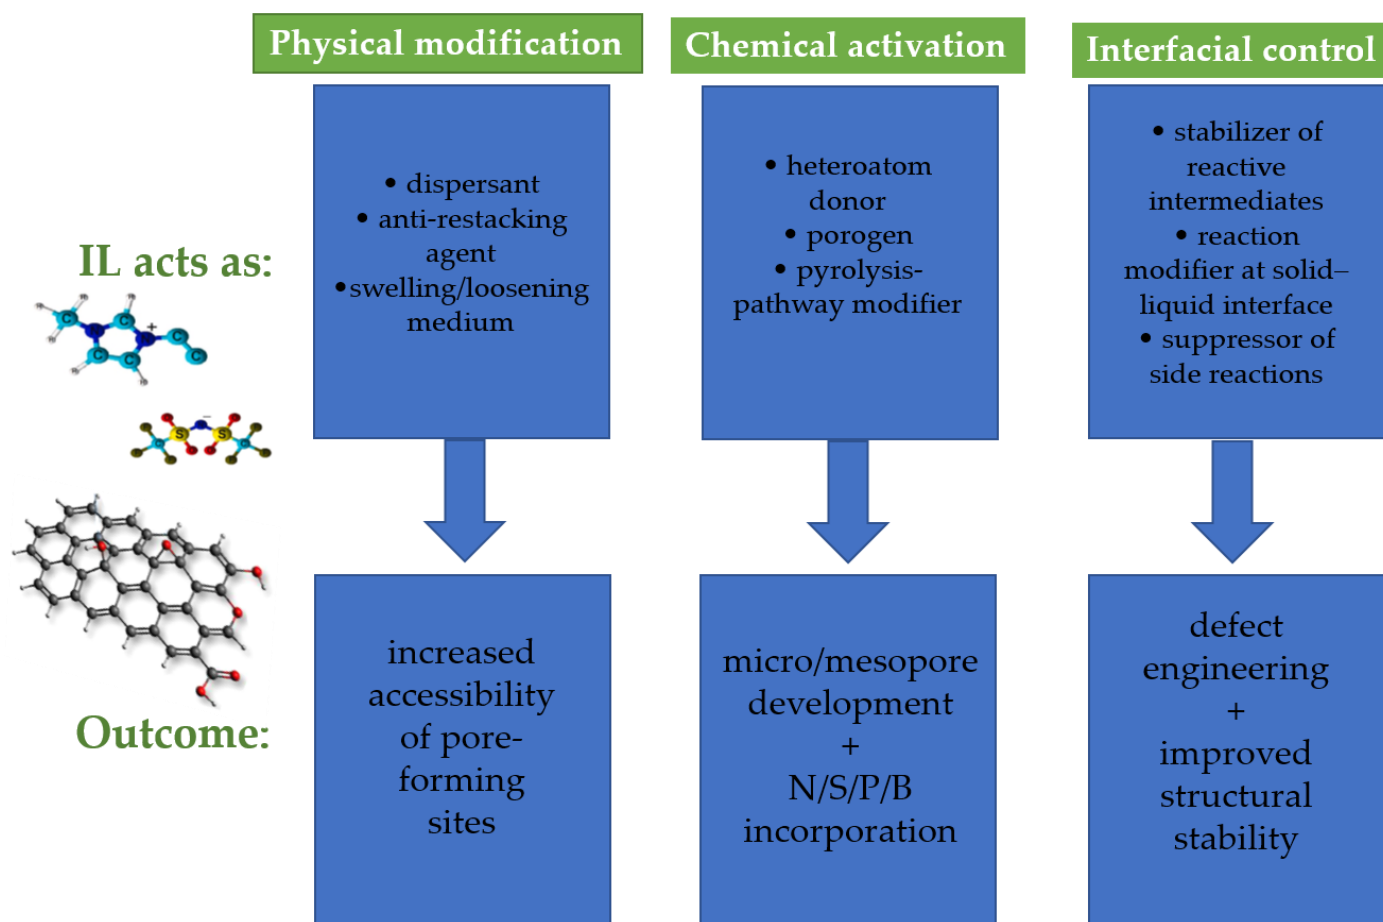 Physical modification
Chemical activation
Interfacial control
IL acts as:
• dispersant
• anti-restacking
agent
•swelling/loosening
medium
• heteroatom
donor
• porogen
• pyrolysis-
pathway modifier
• stabilizer of
reactive
intermediates
• reaction
modifier at solid–
liquid interface
• suppressor of
side reactions
+
C
C
C
C
C
C
–
S
S
Outcome:
increased
accessibility
of pore-
forming
sites
micro/mesopore
development
+
N/S/P/B
incorporation
defect
engineering
+
improved
structural
stability